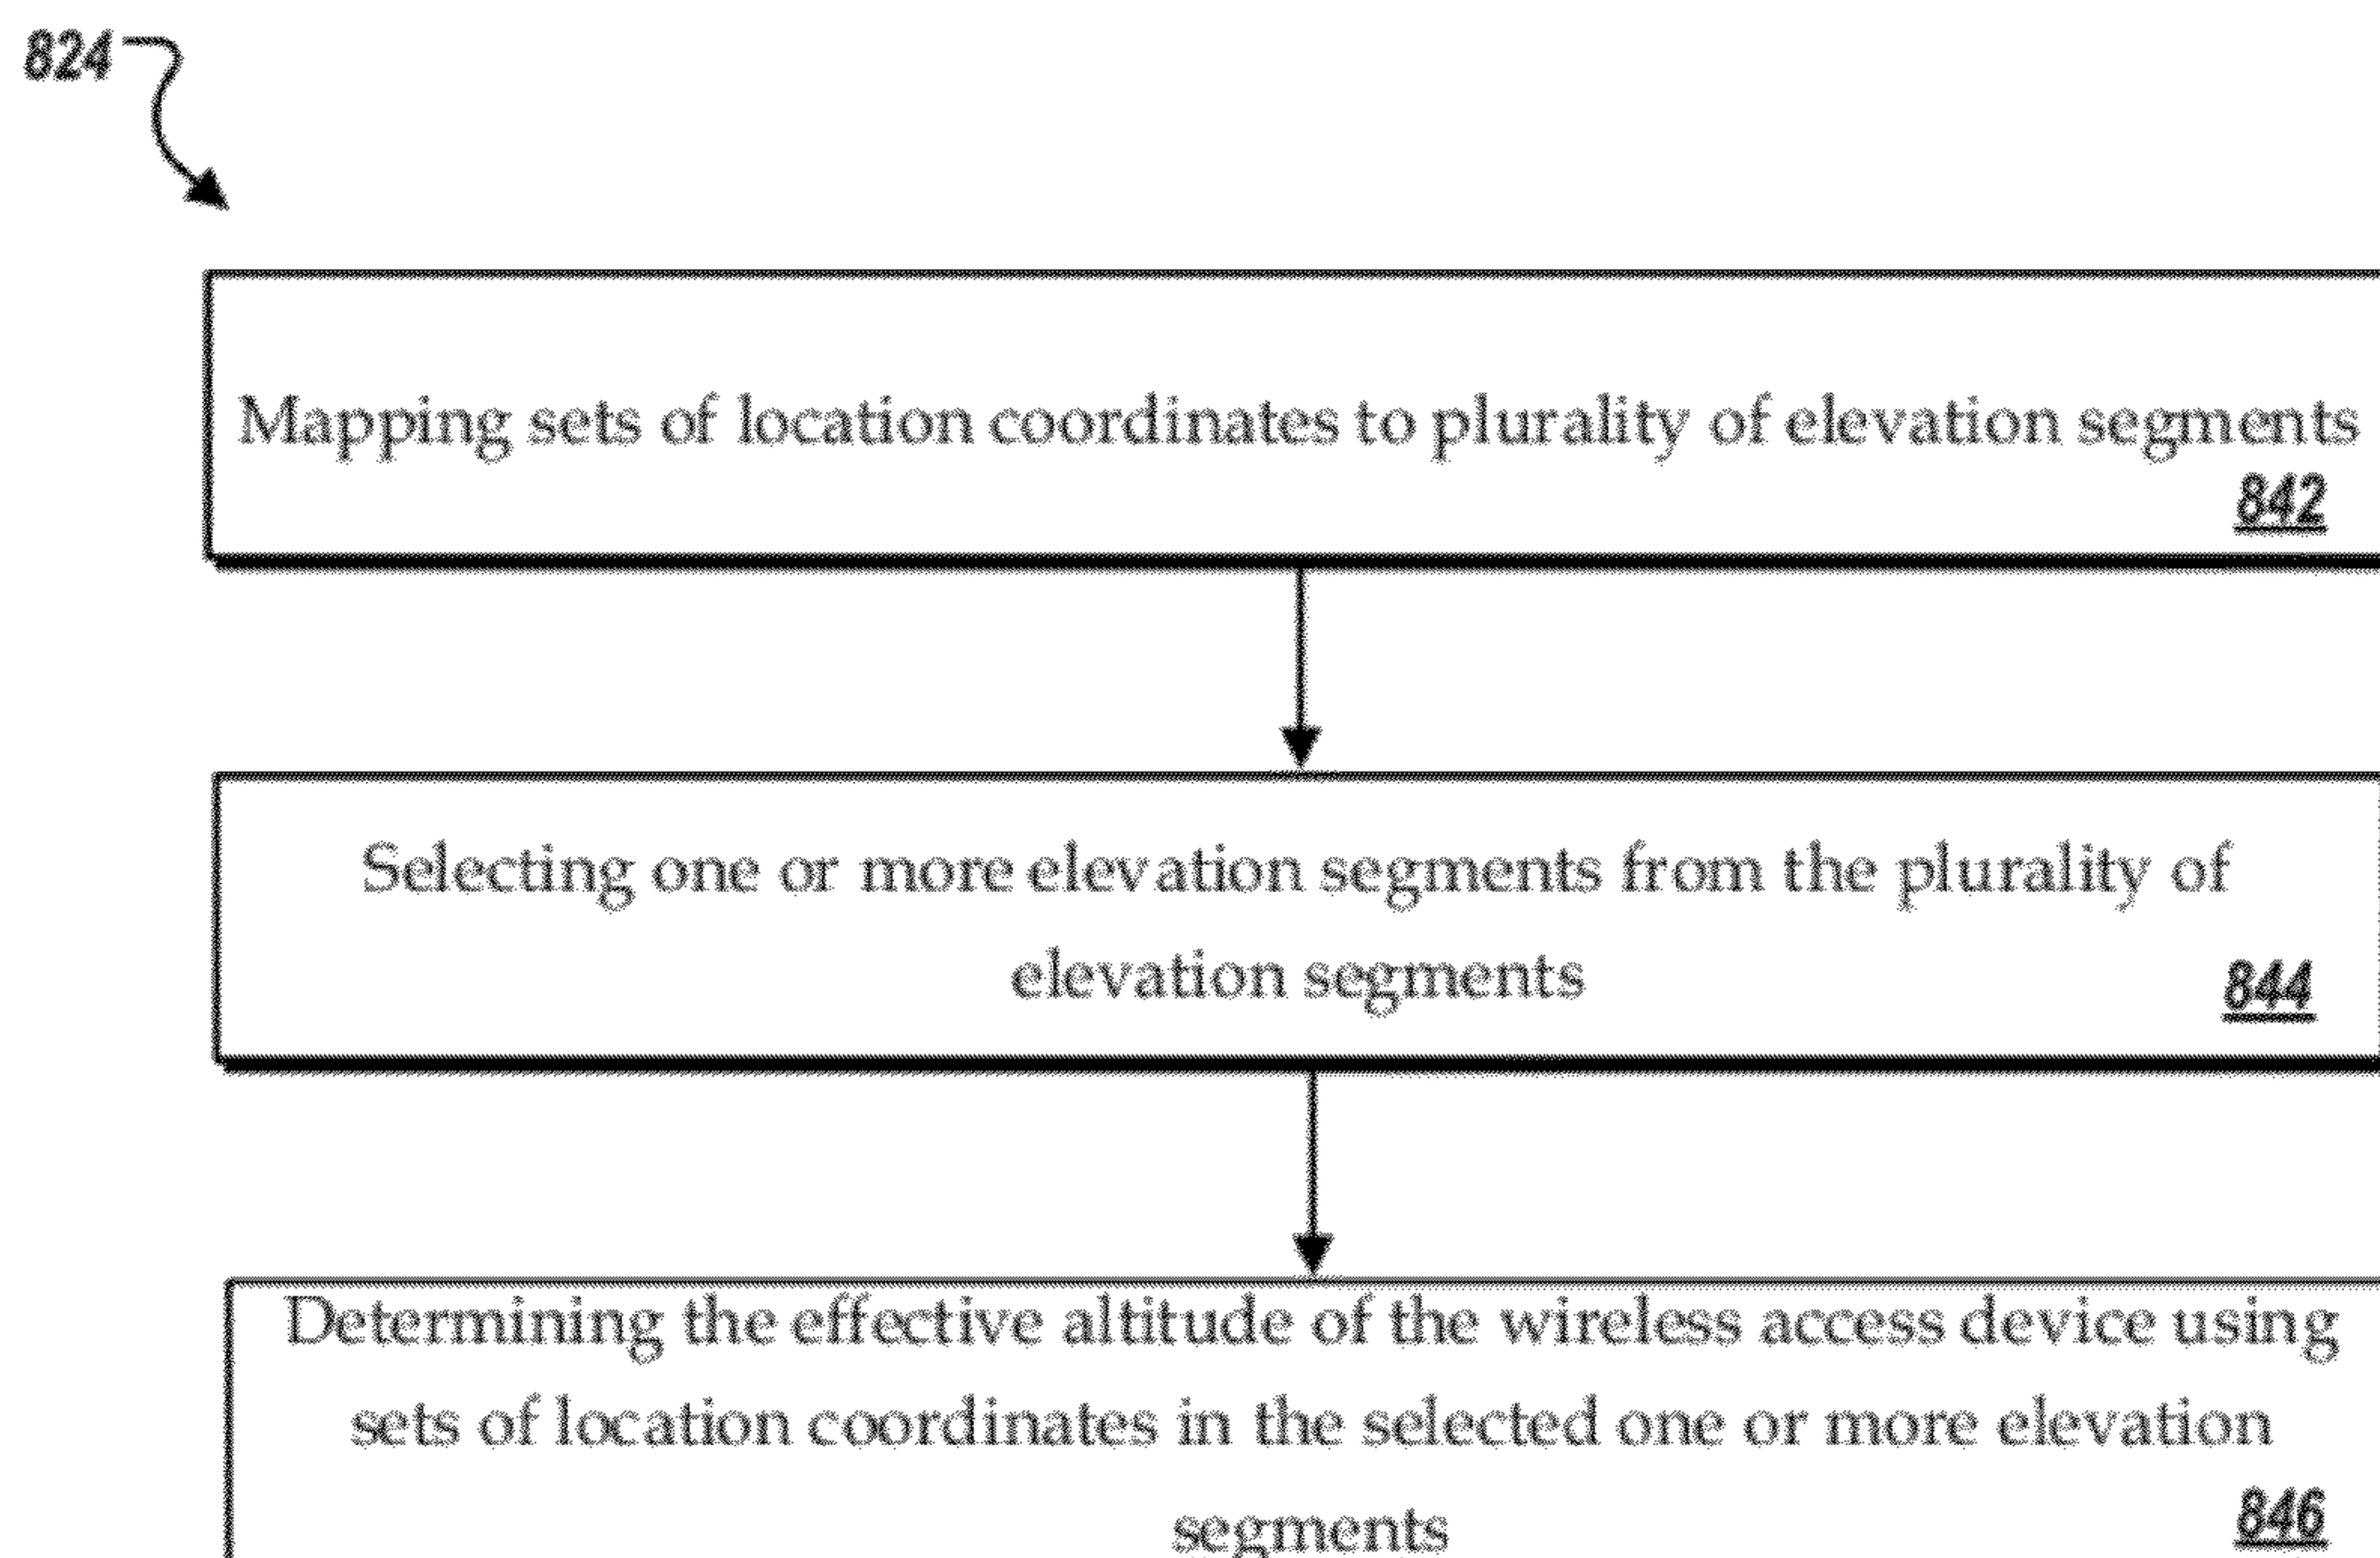 824
Mapping sets of location coordinates to plurality of elevation segments
842
Selecting one or more elevation segments from the plurality of
elevation segments
844
Determining the effective altitude of the wireless access device using
sets of location coordinates in the selected one or more elevation
segments
846